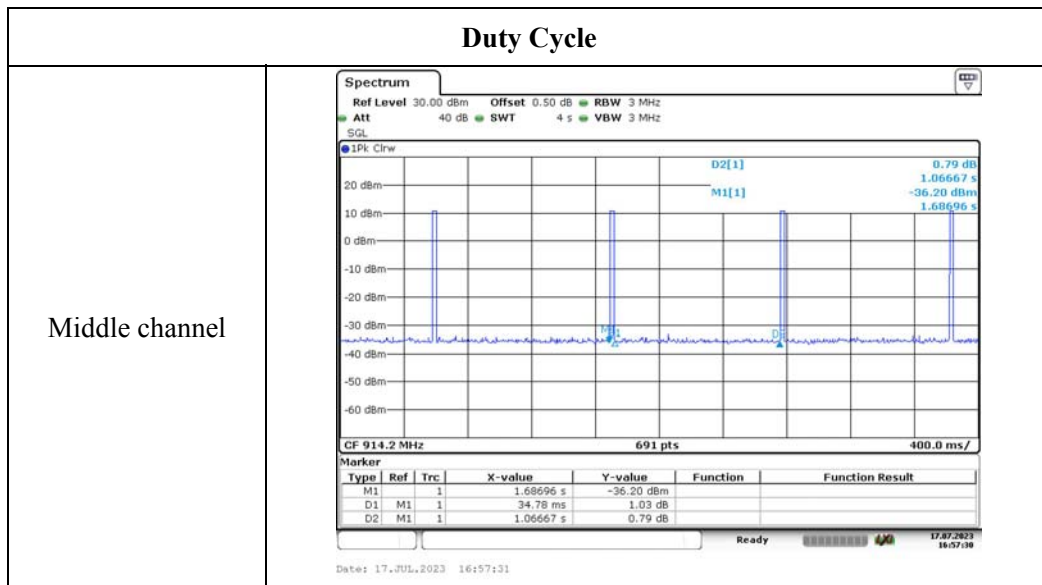 Duty Cycle
Middle channel
Spectrum
Ref Level 30.00 dBm Offset 0.50 dB RBW 3 MHz
Att 40 dB SWT 4 s VBW 3 MHz
SGL
1Pk Clrw
D2[1] 0.79 dB
1.06667 s
M1[1] -36.20 dBm
1.68696 s
20 dBm
10 dBm
0 dBm
-10 dBm
-20 dBm
-30 dBm
-40 dBm
-50 dBm
-60 dBm
CF 914.2 MHz 691 pts 400.0 ms/
Marker
Type Ref Trc X-value Y-value Function Function Result
M1 1 1.68696 s -36.20 dBm
D1 M1 1 34.78 ms 1.03 dB
D2 M1 1 1.06667 s 0.79 dB
Ready 17.07.2023
16:57:30
Date: 17.JUL.2023 16:57:31